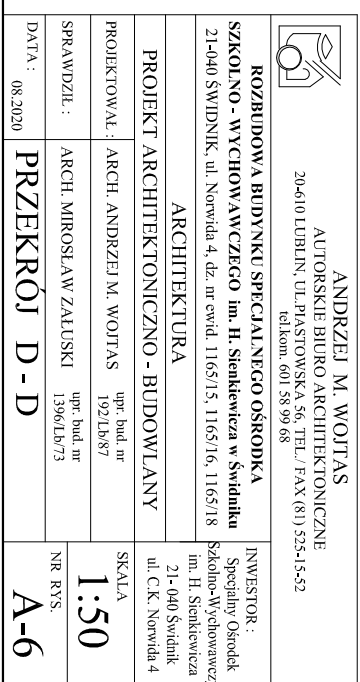 ANDRZEJ M. WOJTAS
AUTORSKIE BIURO ARCHITEKTONICZNE
20-610 LUBLIN, UL.PIASTOWSKA 56, TEL./ FAX (81) 525-15-52
tel.kom. 601 58 99 68
ROZBUDOWA BUDYNKU SPECJALNEGO OŚRODKA
SZKOLNO - WYCHOWAWCZEGO im. H. Sienkiewicza w Świdniku
21-040 ŚWIDNIK, ul. Norwida 4, dz. nr ewid. 1165/15, 1165/16, 1165/18
INWESTOR :
Specjalny Ośrodek
Szkolno-Wychowawcz
im. H. Sienkiewicza
21- 040 Świdnik
ul. C.K. Norwida 4
ARCHITEKTURA
PROJEKT ARCHITEKTONICZNO - BUDOWLANY
PROJEKTOWAŁ : ARCH. ANDRZEJ M. WOJTAS upr. bud. nr
192/Lb/87
SKALA
1:50
SPRAWDZIŁ : ARCH. MIROSŁAW ZAŁUSKI upr. bud. nr
1396/Lb/73
DATA :
08.2020
PRZEKRÓJ D - D
NR RYS.
A-6